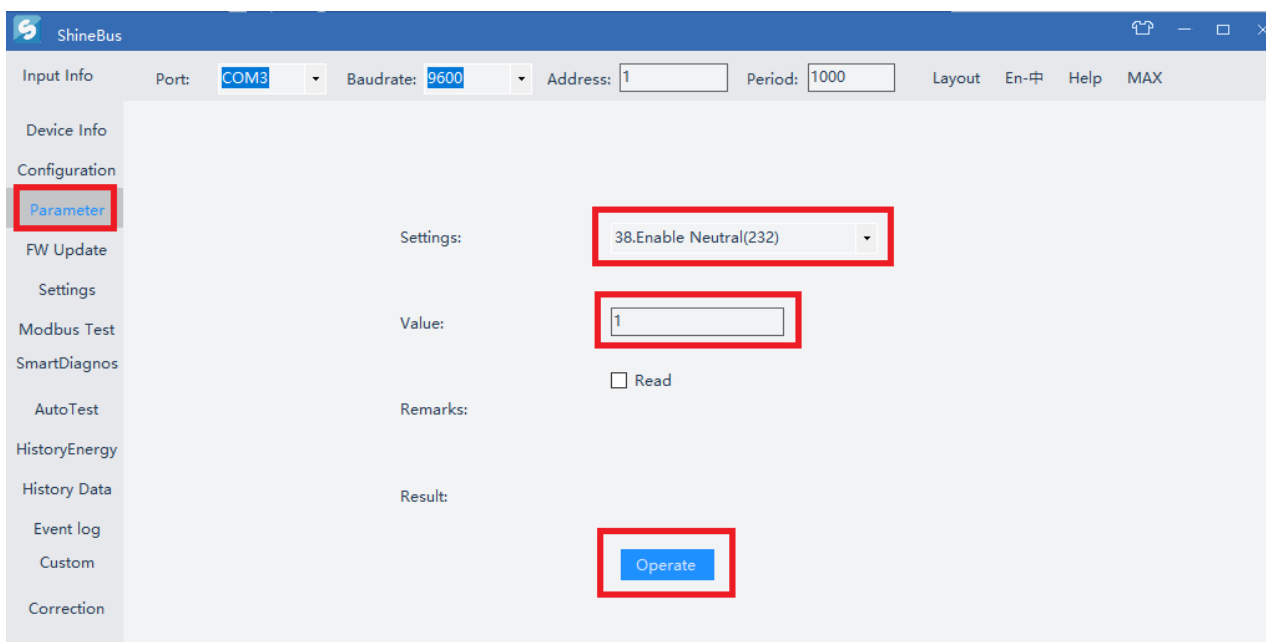 ShineBus
Input Info
Port: COM3 Baudrate: 9600 Address: 1 Period: 1000 Layout En-中 Help MAX
Device Info
Configuration
Parameter
FW Update
Settings
Modbus Test
SmartDiagnos
AutoTest
HistoryEnergy
History Data
Event log
Custom
Correction
Settings: 38.Enable Neutral(232)
Value: 1
Read
Remarks:
Result:
Operate